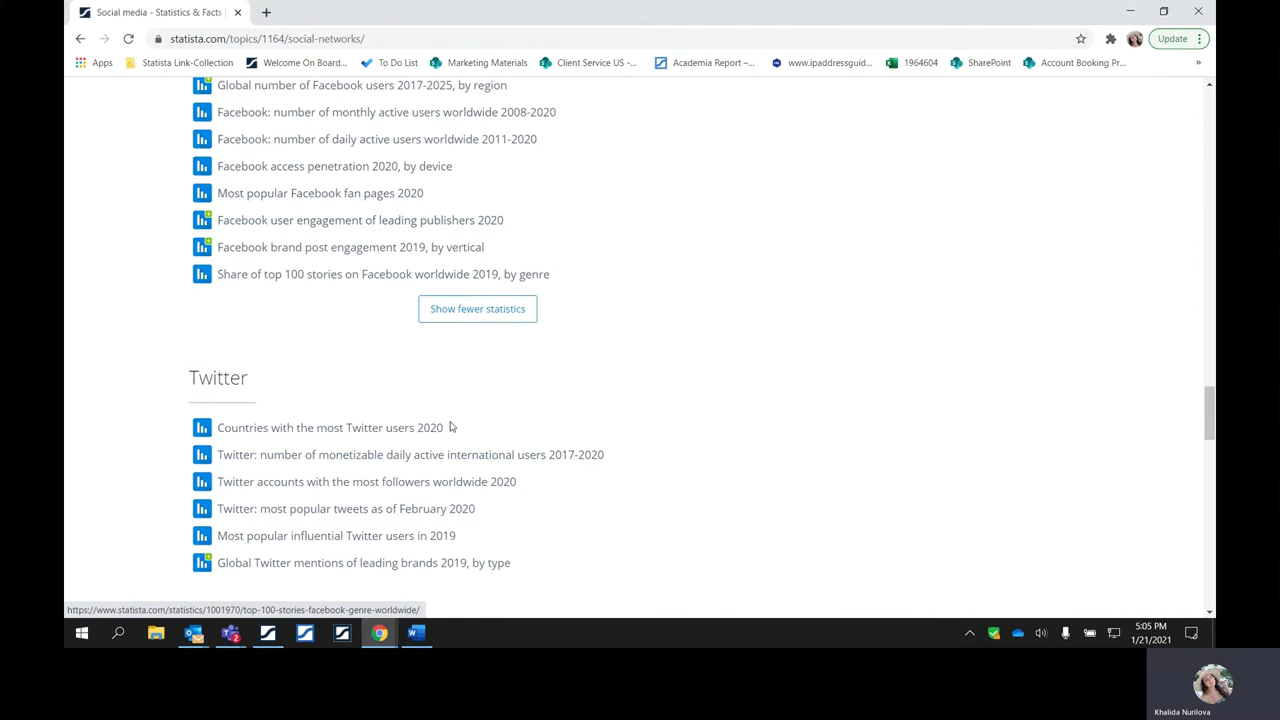 Social media - Statistics & Facts
statista.com/topics/1164/social-networks/
Update
Apps
Statista Link-Collection
Welcome On Board...
To Do List
Marketing Materials
Client Service US -...
Academia Report –...
www.ipaddressguid...
1964604
SharePoint
Account Booking Pr...
»
Global number of Facebook users 2017-2025, by region
Facebook: number of monthly active users worldwide 2008-2020
Facebook: number of daily active users worldwide 2011-2020
Facebook access penetration 2020, by device
Most popular Facebook fan pages 2020
Facebook user engagement of leading publishers 2020
Facebook brand post engagement 2019, by vertical
Share of top 100 stories on Facebook worldwide 2019, by genre
Show fewer statistics
Twitter
Countries with the most Twitter users 2020
Twitter: number of monetizable daily active international users 2017-2020
Twitter accounts with the most followers worldwide 2020
Twitter: most popular tweets as of February 2020
Most popular influential Twitter users in 2019
Global Twitter mentions of leading brands 2019, by type
https://www.statista.com/statistics/1001970/top-100-stories-facebook-genre-worldwide/
5:05 PM
1/21/2021
Khalida Nurilova